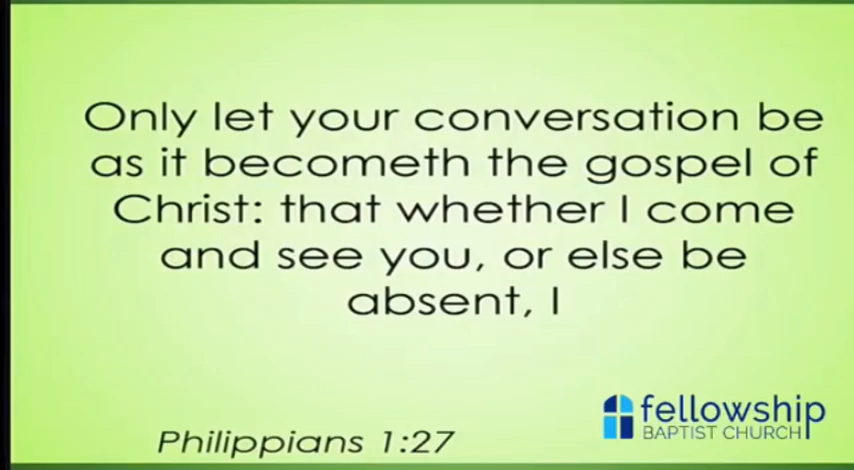 Only let your conversation be
as it becometh the gospel of
Christ: that whether I come
and see you, or else be
absent, I
Philippians 1:27
fellowship
BAPTIST CHURCH